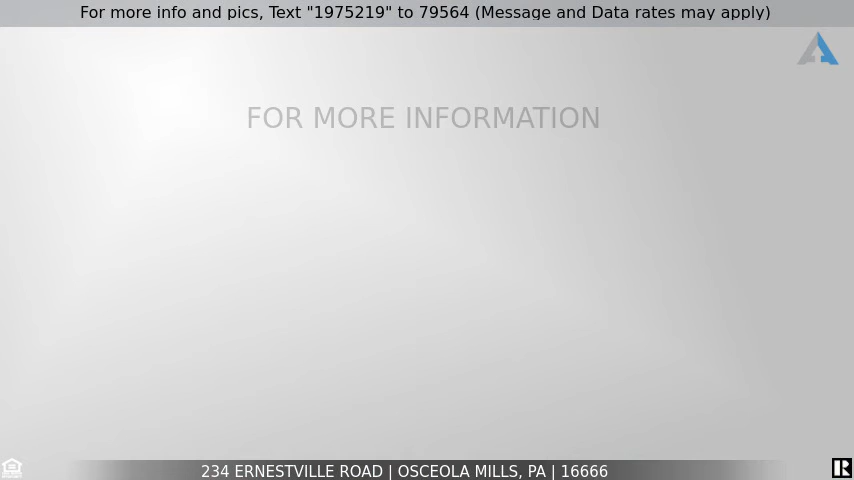 For more info and pics, Text "1975219" to 79564 (Message and Data rates may apply)
FOR MORE INFORMATION
234 ERNESTVILLE ROAD | OSCEOLA MILLS, PA | 16666